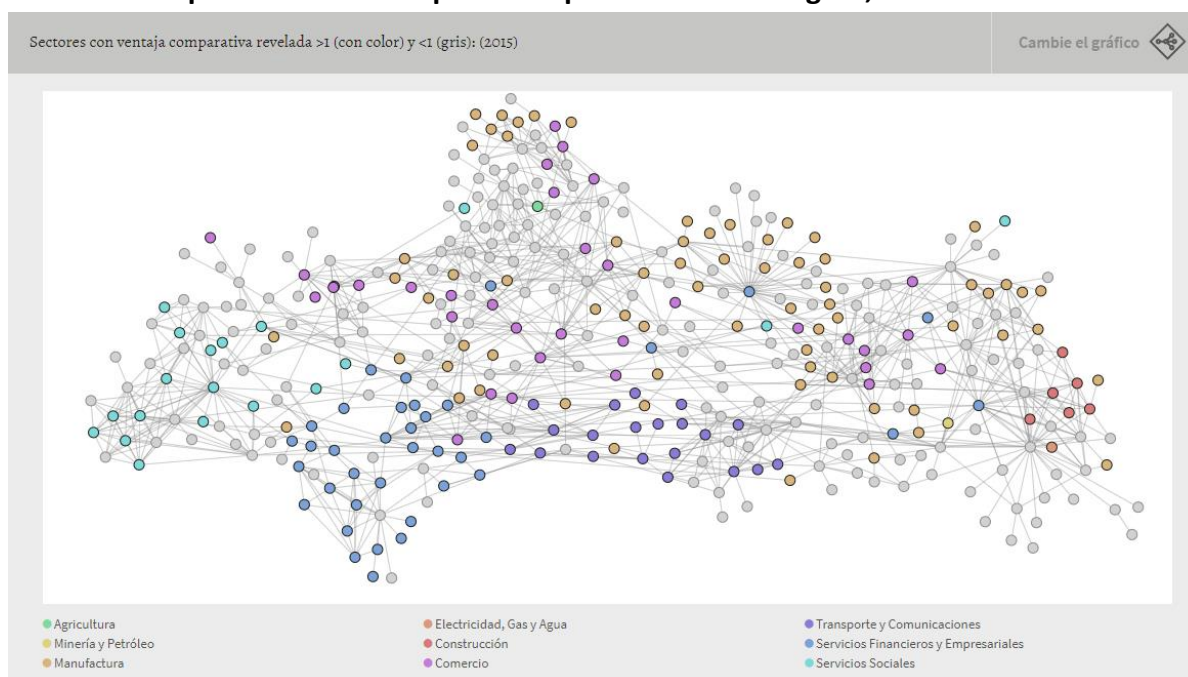 Sectores con ventaja comparativa revelada >1 (con color) y <1 (gris): (2015)
Cambie el gráfico
Agricultura
Minería y Petróleo
Manufactura
Electricidad, Gas y Agua
Construcción
Comercio
Transporte y Comunicaciones
Servicios Financieros y Empresariales
Servicios Sociales